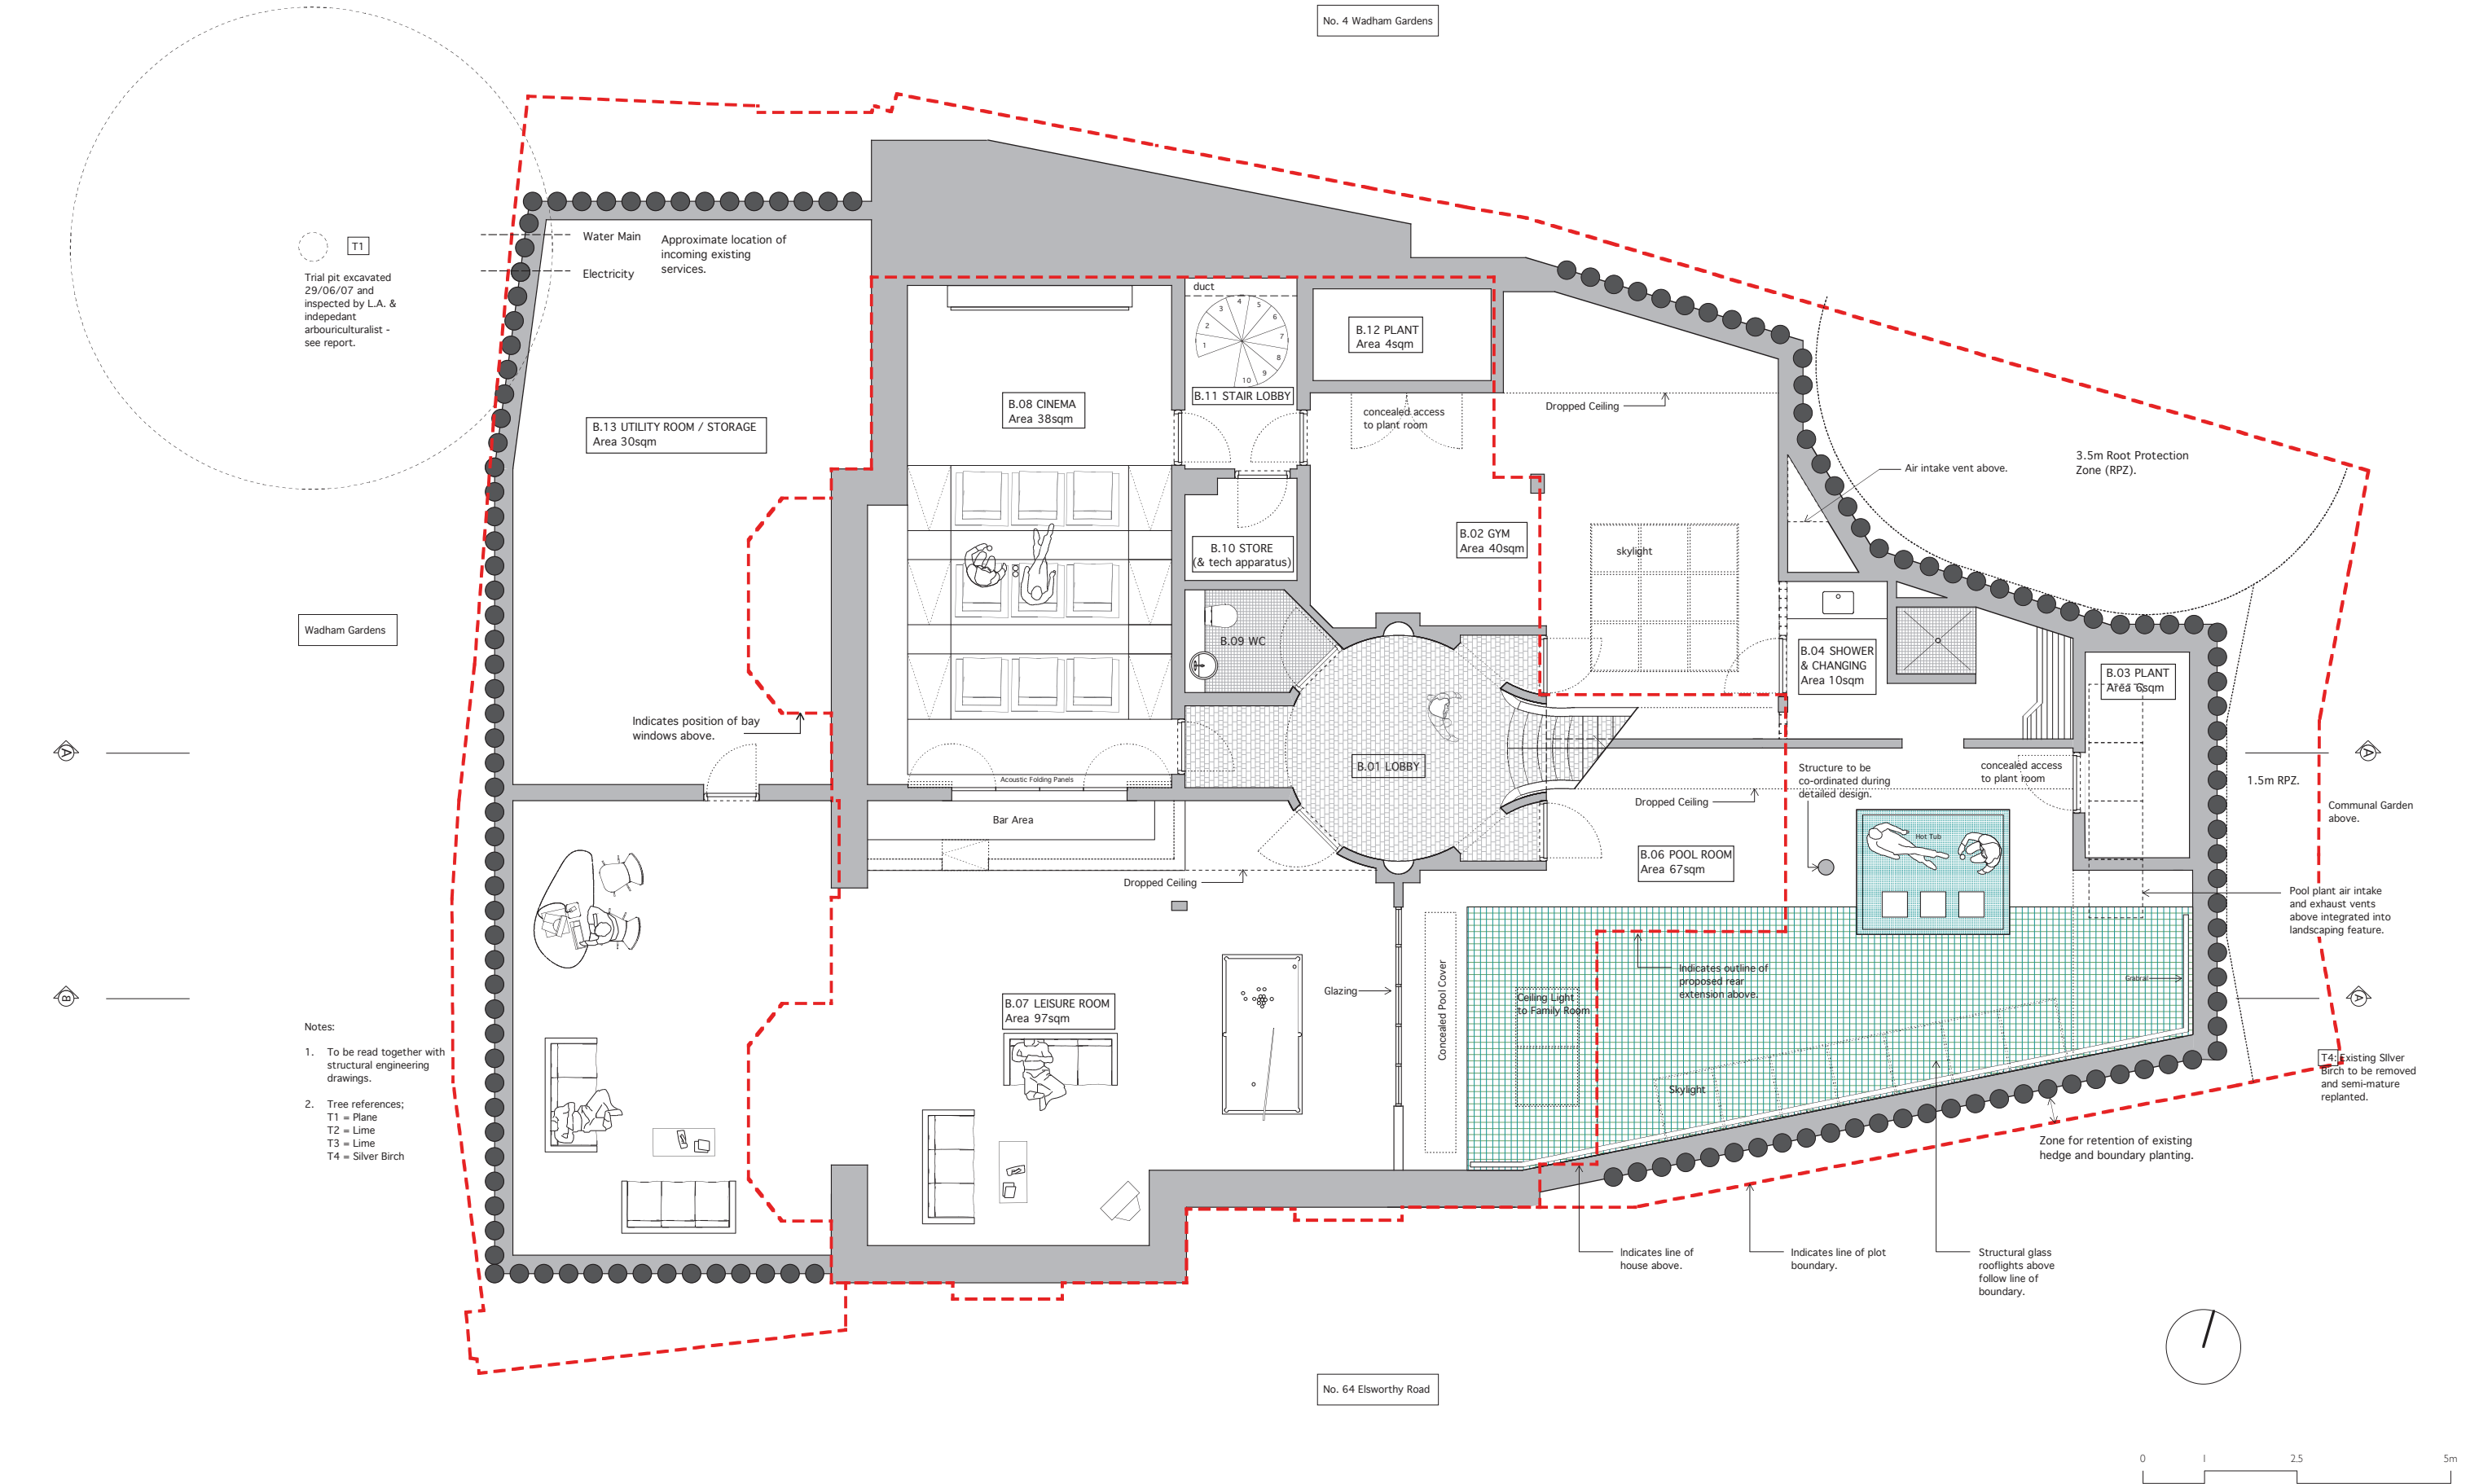 No. 4 Wadham Gardens
T1
Trial pit excavated
29/06/07 and
inspected by L.A. &
indepedant
arbouriculturalist -
see report.
Water Main
Electricity
Approximate location of
incoming existing
services.
B.13 UTILITY ROOM / STORAGE
Area 30sqm
B.08 CINEMA
Area 38sqm
duct
1
2
3
4
5
6
7
8
9
10
B.11 STAIR LOBBY
B.12 PLANT
Area 4sqm
concealed access
to plant room
Dropped Ceiling
Air intake vent above.
3.5m Root Protection
Zone (RPZ).
B.10 STORE
(& tech apparatus)
B.02 GYM
Area 40sqm
skylight
Wadham Gardens
B.09 WC
B.04 SHOWER
& CHANGING
Area 10sqm
B.03 PLANT
Area 6sqm
Indicates position of bay
windows above.
A
A
B.01 LOBBY
Acoustic Folding Panels
Structure to be
co-ordinated during
detailed design.
concealed access
to plant room
1.5m RPZ.
Communal Garden
above.
Dropped Ceiling
Bar Area
Hot Tub
B.06 POOL ROOM
Area 67sqm
Dropped Ceiling
Pool plant air intake
and exhaust vents
above integrated into
landscaping feature.
Indicates outline of
proposed rear
extension above.
Concealed Pool Cover
Glazing
Ceiling Light
to Family Room
B
A
B.07 LEISURE ROOM
Area 97sqm
Notes:
1. To be read together with
structural engineering
drawings.
2. Tree references;
T1 = Plane
T2 = Lime
T3 = Lime
T4 = Silver Birch
Skylight
T4: Existing SIlver
Birch to be removed
and semi-mature
replanted.
Zone for retention of existing
hedge and boundary planting.
Indicates line of
house above.
Indicates line of plot
boundary.
Structural glass
rooflights above
follow line of
boundary.
No. 64 Elsworthy Road
0
1
2.5
5m